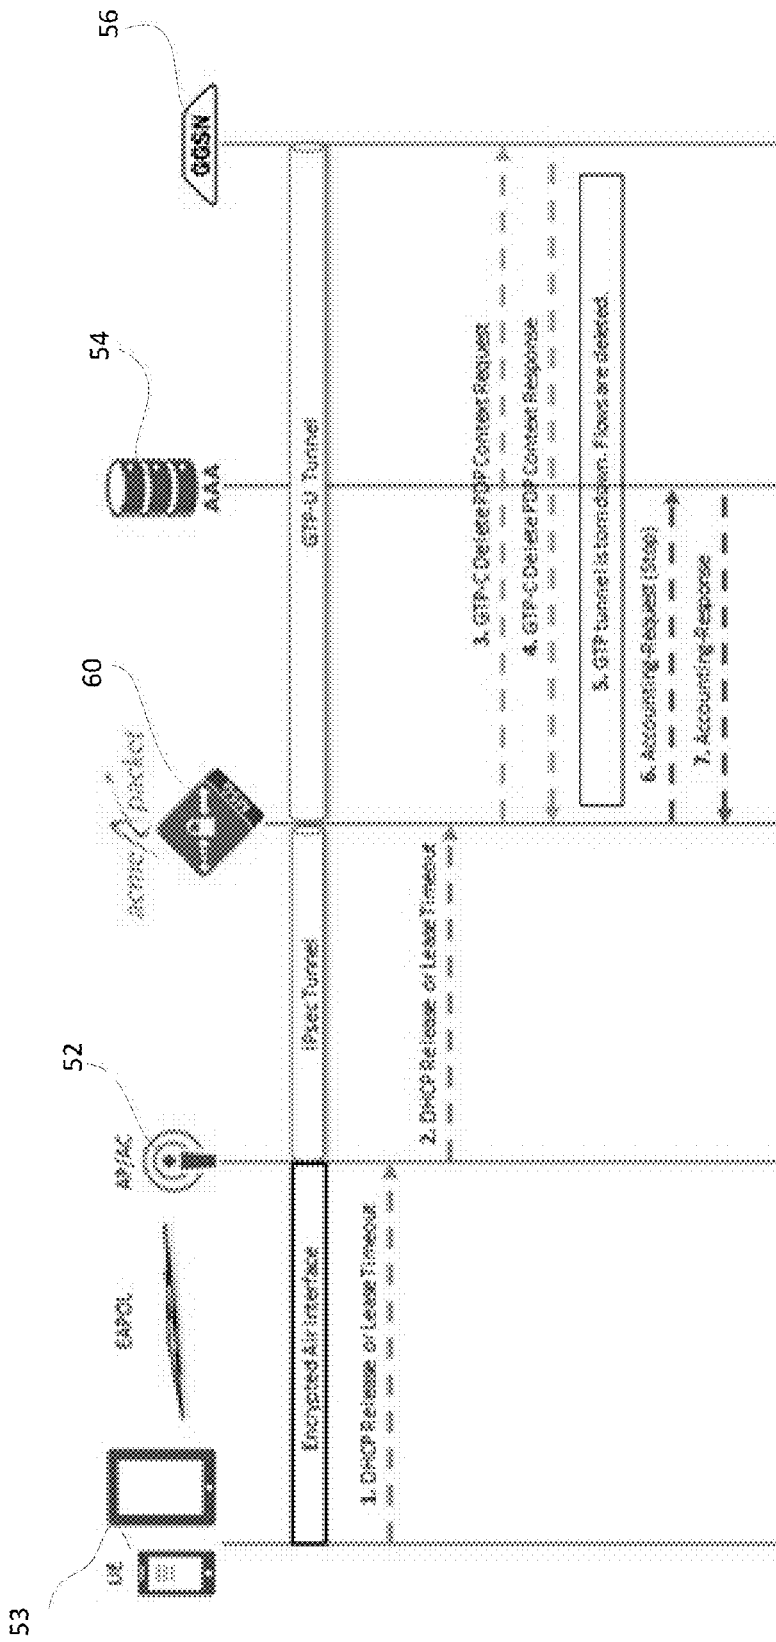 53
52
60
54
56
UE
EAPOL
AP/AC
acme packet
AAA
GGSN
Encrypted Air Interface
IPsec Tunnel
GTP-U Tunnel
1. DHCP Release or Lease Timeout
2. DHCP Release or Lease Timeout
3. GTP-C Delete PDP Context Request
4. GTP-C Delete PDP Context Response
5. GTP tunnel is torn down. Flows are deleted.
6. Accounting-Request (Stop)
7. Accounting-Response